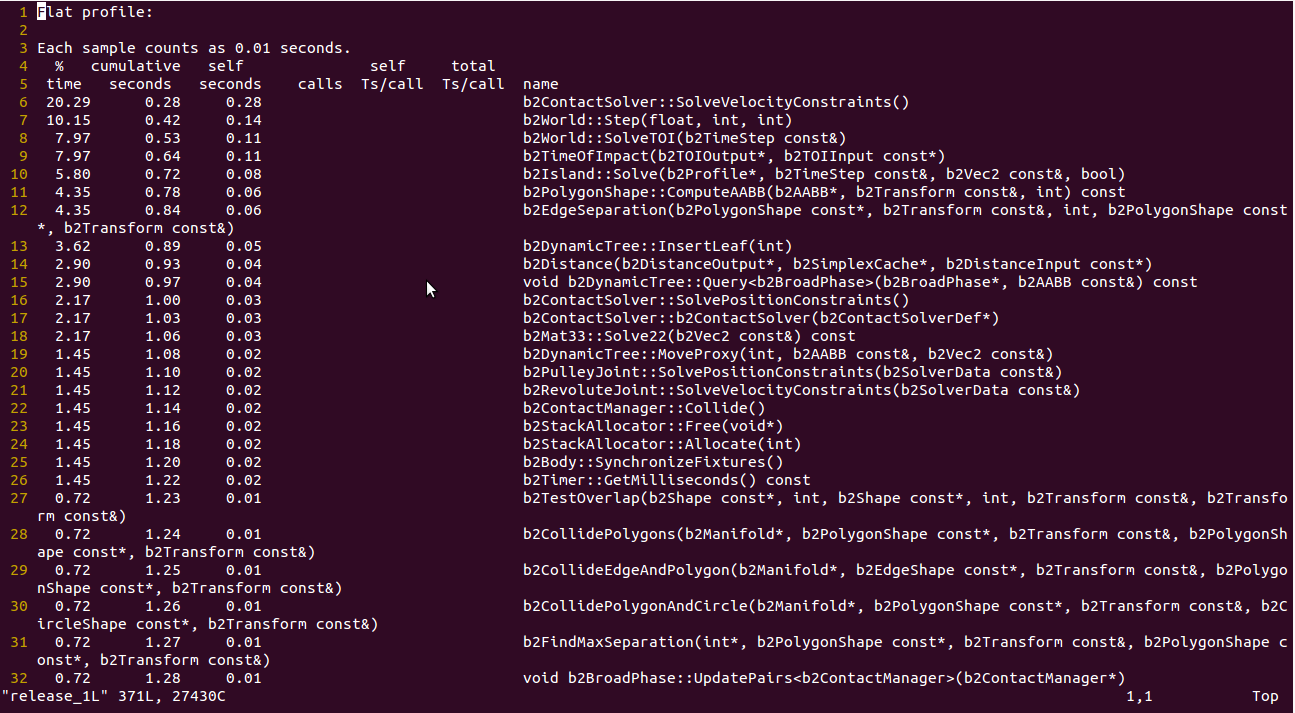 1 Flat profile:
2
3 Each sample counts as 0.01 seconds.
4 % cumulative self self total
5 time seconds seconds calls Ts/call Ts/call name
6 20.29 0.28 0.28 b2ContactSolver::SolveVelocityConstraints()
7 10.15 0.42 0.14 b2World::Step(float, int, int)
8 7.97 0.53 0.11 b2World::SolveTOI(b2TimeStep const&)
9 7.97 0.64 0.11 b2TimeOfImpact(b2TOIOutput*, b2TOIInput const*)
10 5.80 0.72 0.08 b2Island::Solve(b2Profile*, b2TimeStep const&, b2Vec2 const&, bool)
11 4.35 0.78 0.06 b2PolygonShape::ComputeAABB(b2AABB*, b2Transform const&, int) const
12 4.35 0.84 0.06 b2EdgeSeparation(b2PolygonShape const*, b2Transform const&, int, b2PolygonShape const
*, b2Transform const&)
13 3.62 0.89 0.05 b2DynamicTree::InsertLeaf(int)
14 2.90 0.93 0.04 b2Distance(b2DistanceOutput*, b2SimplexCache*, b2DistanceInput const*)
15 2.90 0.97 0.04 void b2DynamicTree::Query<b2BroadPhase>(b2BroadPhase*, b2AABB const&) const
16 2.17 1.00 0.03 b2ContactSolver::SolvePositionConstraints()
17 2.17 1.03 0.03 b2ContactSolver::b2ContactSolver(b2ContactSolverDef*)
18 2.17 1.06 0.03 b2Mat33::Solve22(b2Vec2 const&) const
19 1.45 1.08 0.02 b2DynamicTree::MoveProxy(int, b2AABB const&, b2Vec2 const&)
20 1.45 1.10 0.02 b2PulleyJoint::SolvePositionConstraints(b2SolverData const&)
21 1.45 1.12 0.02 b2RevoluteJoint::SolveVelocityConstraints(b2SolverData const&)
22 1.45 1.14 0.02 b2ContactManager::Collide()
23 1.45 1.16 0.02 b2StackAllocator::Free(void*)
24 1.45 1.18 0.02 b2StackAllocator::Allocate(int)
25 1.45 1.20 0.02 b2Body::SynchronizeFixtures()
26 1.45 1.22 0.02 b2Timer::GetMilliseconds() const
27 0.72 1.23 0.01 b2TestOverlap(b2Shape const*, int, b2Shape const*, int, b2Transform const&, b2Transfo
rm const&)
28 0.72 1.24 0.01 b2CollidePolygons(b2Manifold*, b2PolygonShape const*, b2Transform const&, b2PolygonSh
ape const*, b2Transform const&)
29 0.72 1.25 0.01 b2CollideEdgeAndPolygon(b2Manifold*, b2EdgeShape const*, b2Transform const&, b2Polygo
nShape const*, b2Transform const&)
30 0.72 1.26 0.01 b2CollidePolygonAndCircle(b2Manifold*, b2PolygonShape const*, b2Transform const&, b2C
ircleShape const*, b2Transform const&)
31 0.72 1.27 0.01 b2FindMaxSeparation(int*, b2PolygonShape const*, b2Transform const&, b2PolygonShape c
onst*, b2Transform const&)
32 0.72 1.28 0.01 void b2BroadPhase::UpdatePairs<b2ContactManager>(b2ContactManager*)
"release_1L" 371L, 27430C 1,1 Top